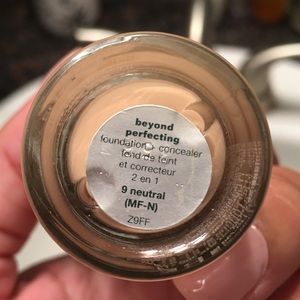 beyond
perfecting
foundation + concealer
fond de teint
et correcteur
2 en 1
9 neutral
(MF-N)
Z9FF